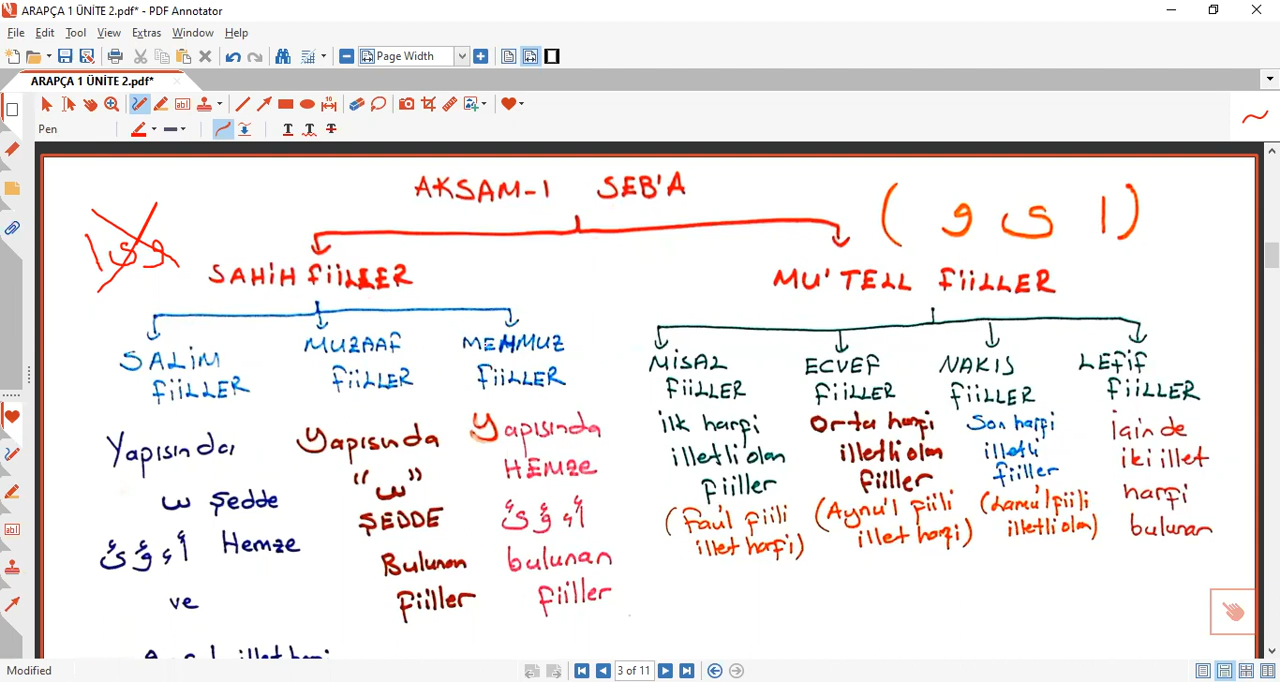 ARAPÇA 1 ÜNİTE 2.pdf* - PDF Annotator
File Edit Tool View Extras Window Help
Page Width
ARAPÇA 1 ÜNİTE 2.pdf*
Pen
AKSAM-I SEB'A
( و ى ا )
ا ى و
SAHİH FİİLLER
MU'TELL FİİLLER
SALİM FİİLLER
MUZAAF FİİLLER
MEHMUZ FİİLLER
MİSAL FİİLLER
ECVEF FİİLLER
NAKIS FİİLLER
LEFİF FİİLLER
Yapısında
ّ Şedde
أ ء ؤ ئ Hemze
ve
Yapısında
" ّ "
ŞEDDE
Bulunan
fiiller
Yapısında
HEMZE
أ ء ؤ ئ
bulunan
fiiller
ilk harfi
illetli olan
fiiller
(Faul fiili
illet harfi)
Orta harfi
illetli olan
fiiller
(Aynu'l fiili
illet harfi)
Son harfi
illetli
fiiller
(Lamu'l fiili
illetli olan)
içinde
iki illet
harfi
bulunan
illet harfi
Modified
3 of 11